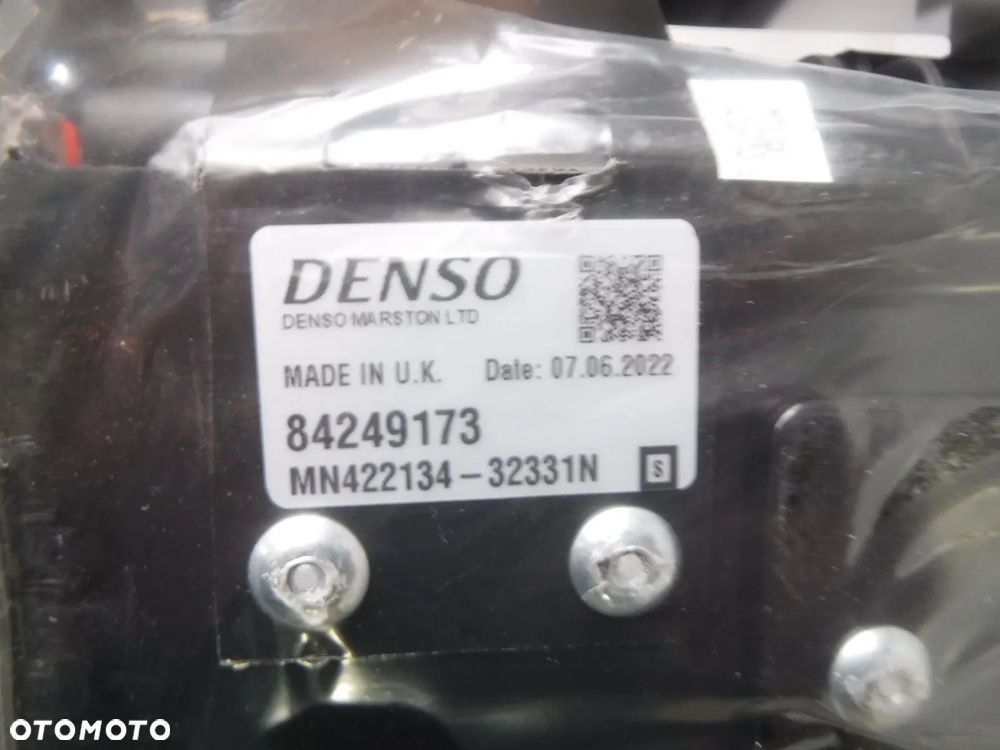 DENSO
DENSO MARSTON LTD
MADE IN U.K. Date: 07.06.2022
84249173
MN422134-32331N S
OTOMOTO